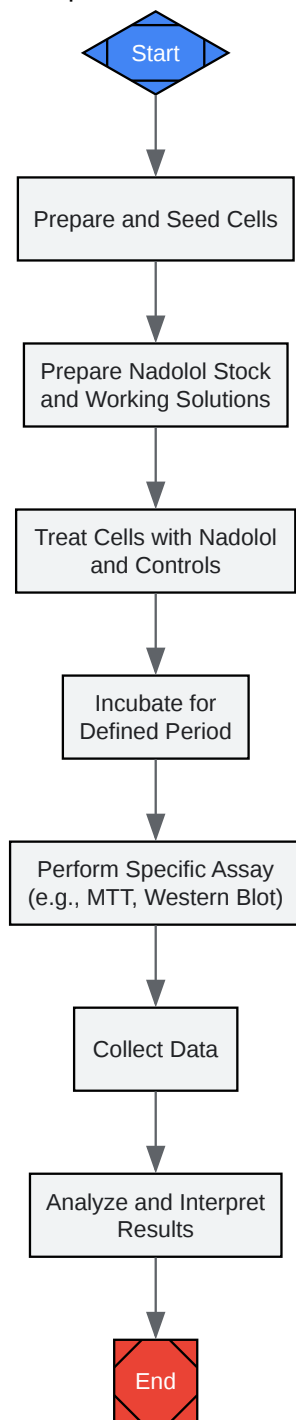 Start
Prepare and Seed Cells
Prepare Nadolol Stock
and Working Solutions
Treat Cells with Nadolol
and Controls
Incubate for
Defined Period
Perform Specific Assay
(e.g., MTT, Western Blot)
Collect Data
Analyze and Interpret
Results
End